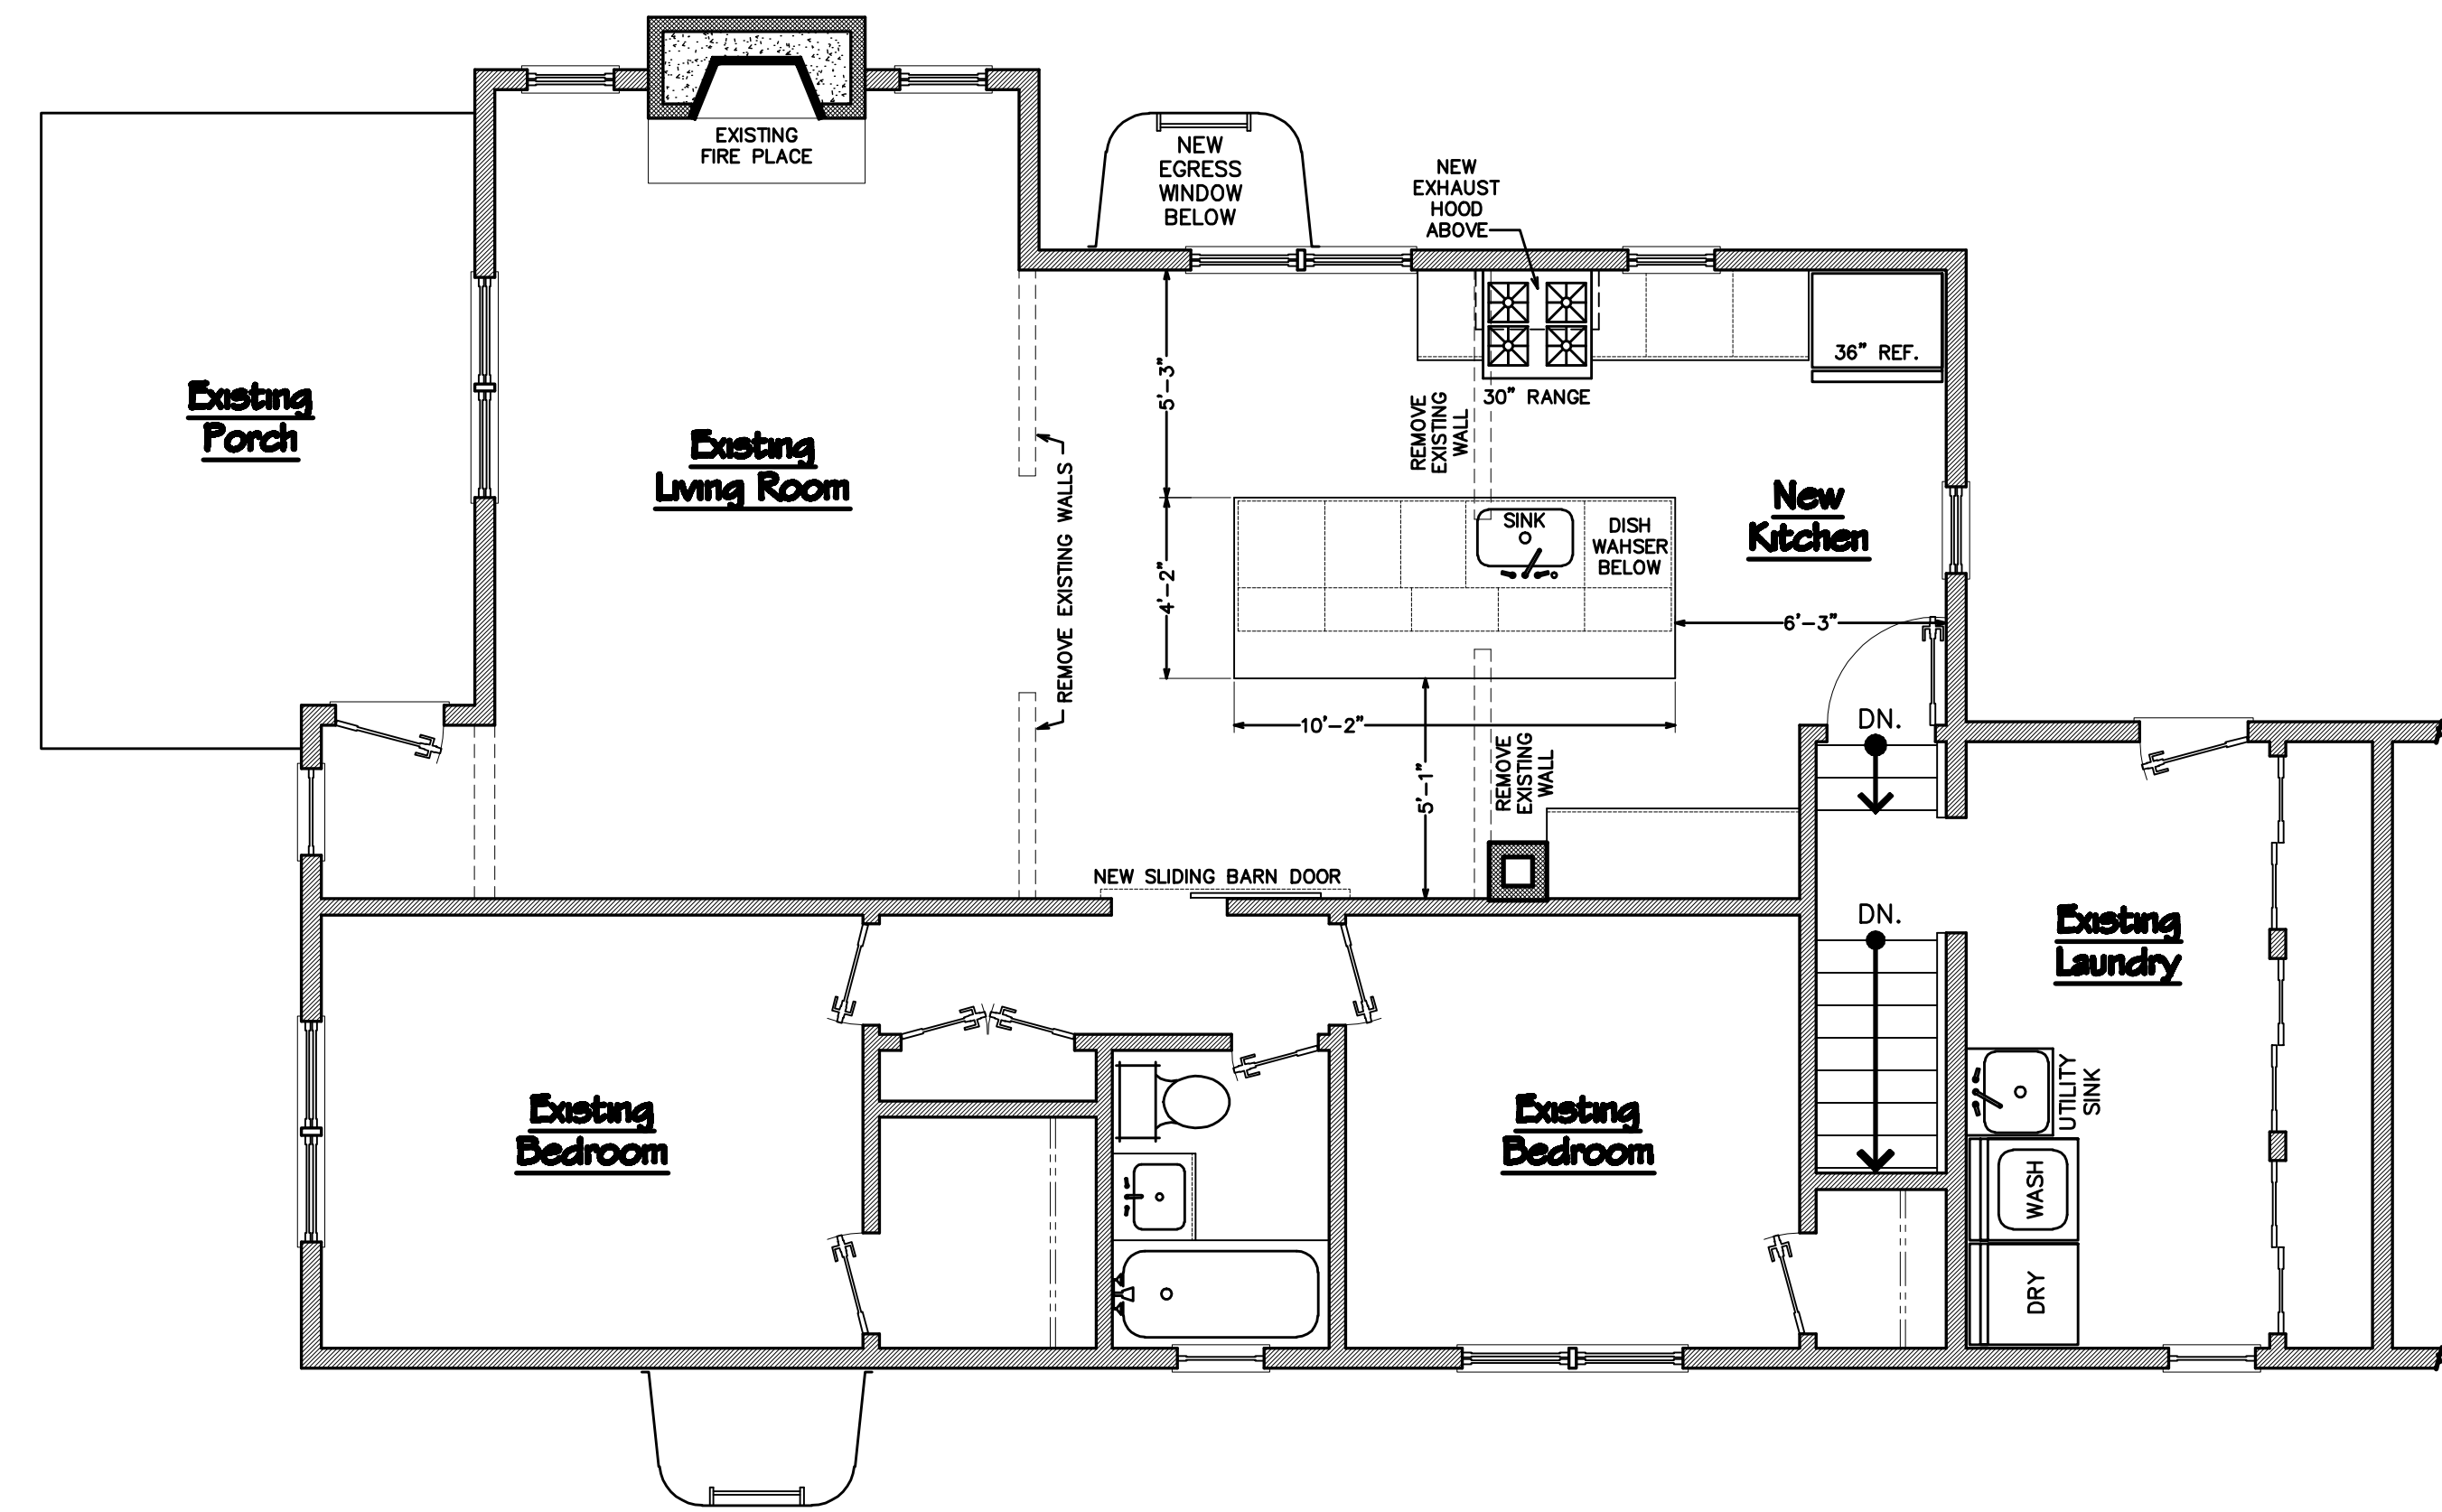 EXISTING
FIRE PLACE
NEW
EGRESS
WINDOW
BELOW
NEW
EXHAUST
HOOD
ABOVE
36" REF.
30" RANGE
5'-3"
REMOVE
EXISTING
WALL
Existing
Porch
Existing
Living Room
REMOVE EXISTING WALLS
New
Kitchen
SINK
DISH
WAHSER
BELOW
4'-2"
6'-3"
10'-2"
5'-1"
REMOVE
EXISTING
WALL
DN.
NEW SLIDING BARN DOOR
DN.
Existing
Laundry
UTILITY
SINK
WASH
DRY
Existing
Bedroom
Existing
Bedroom